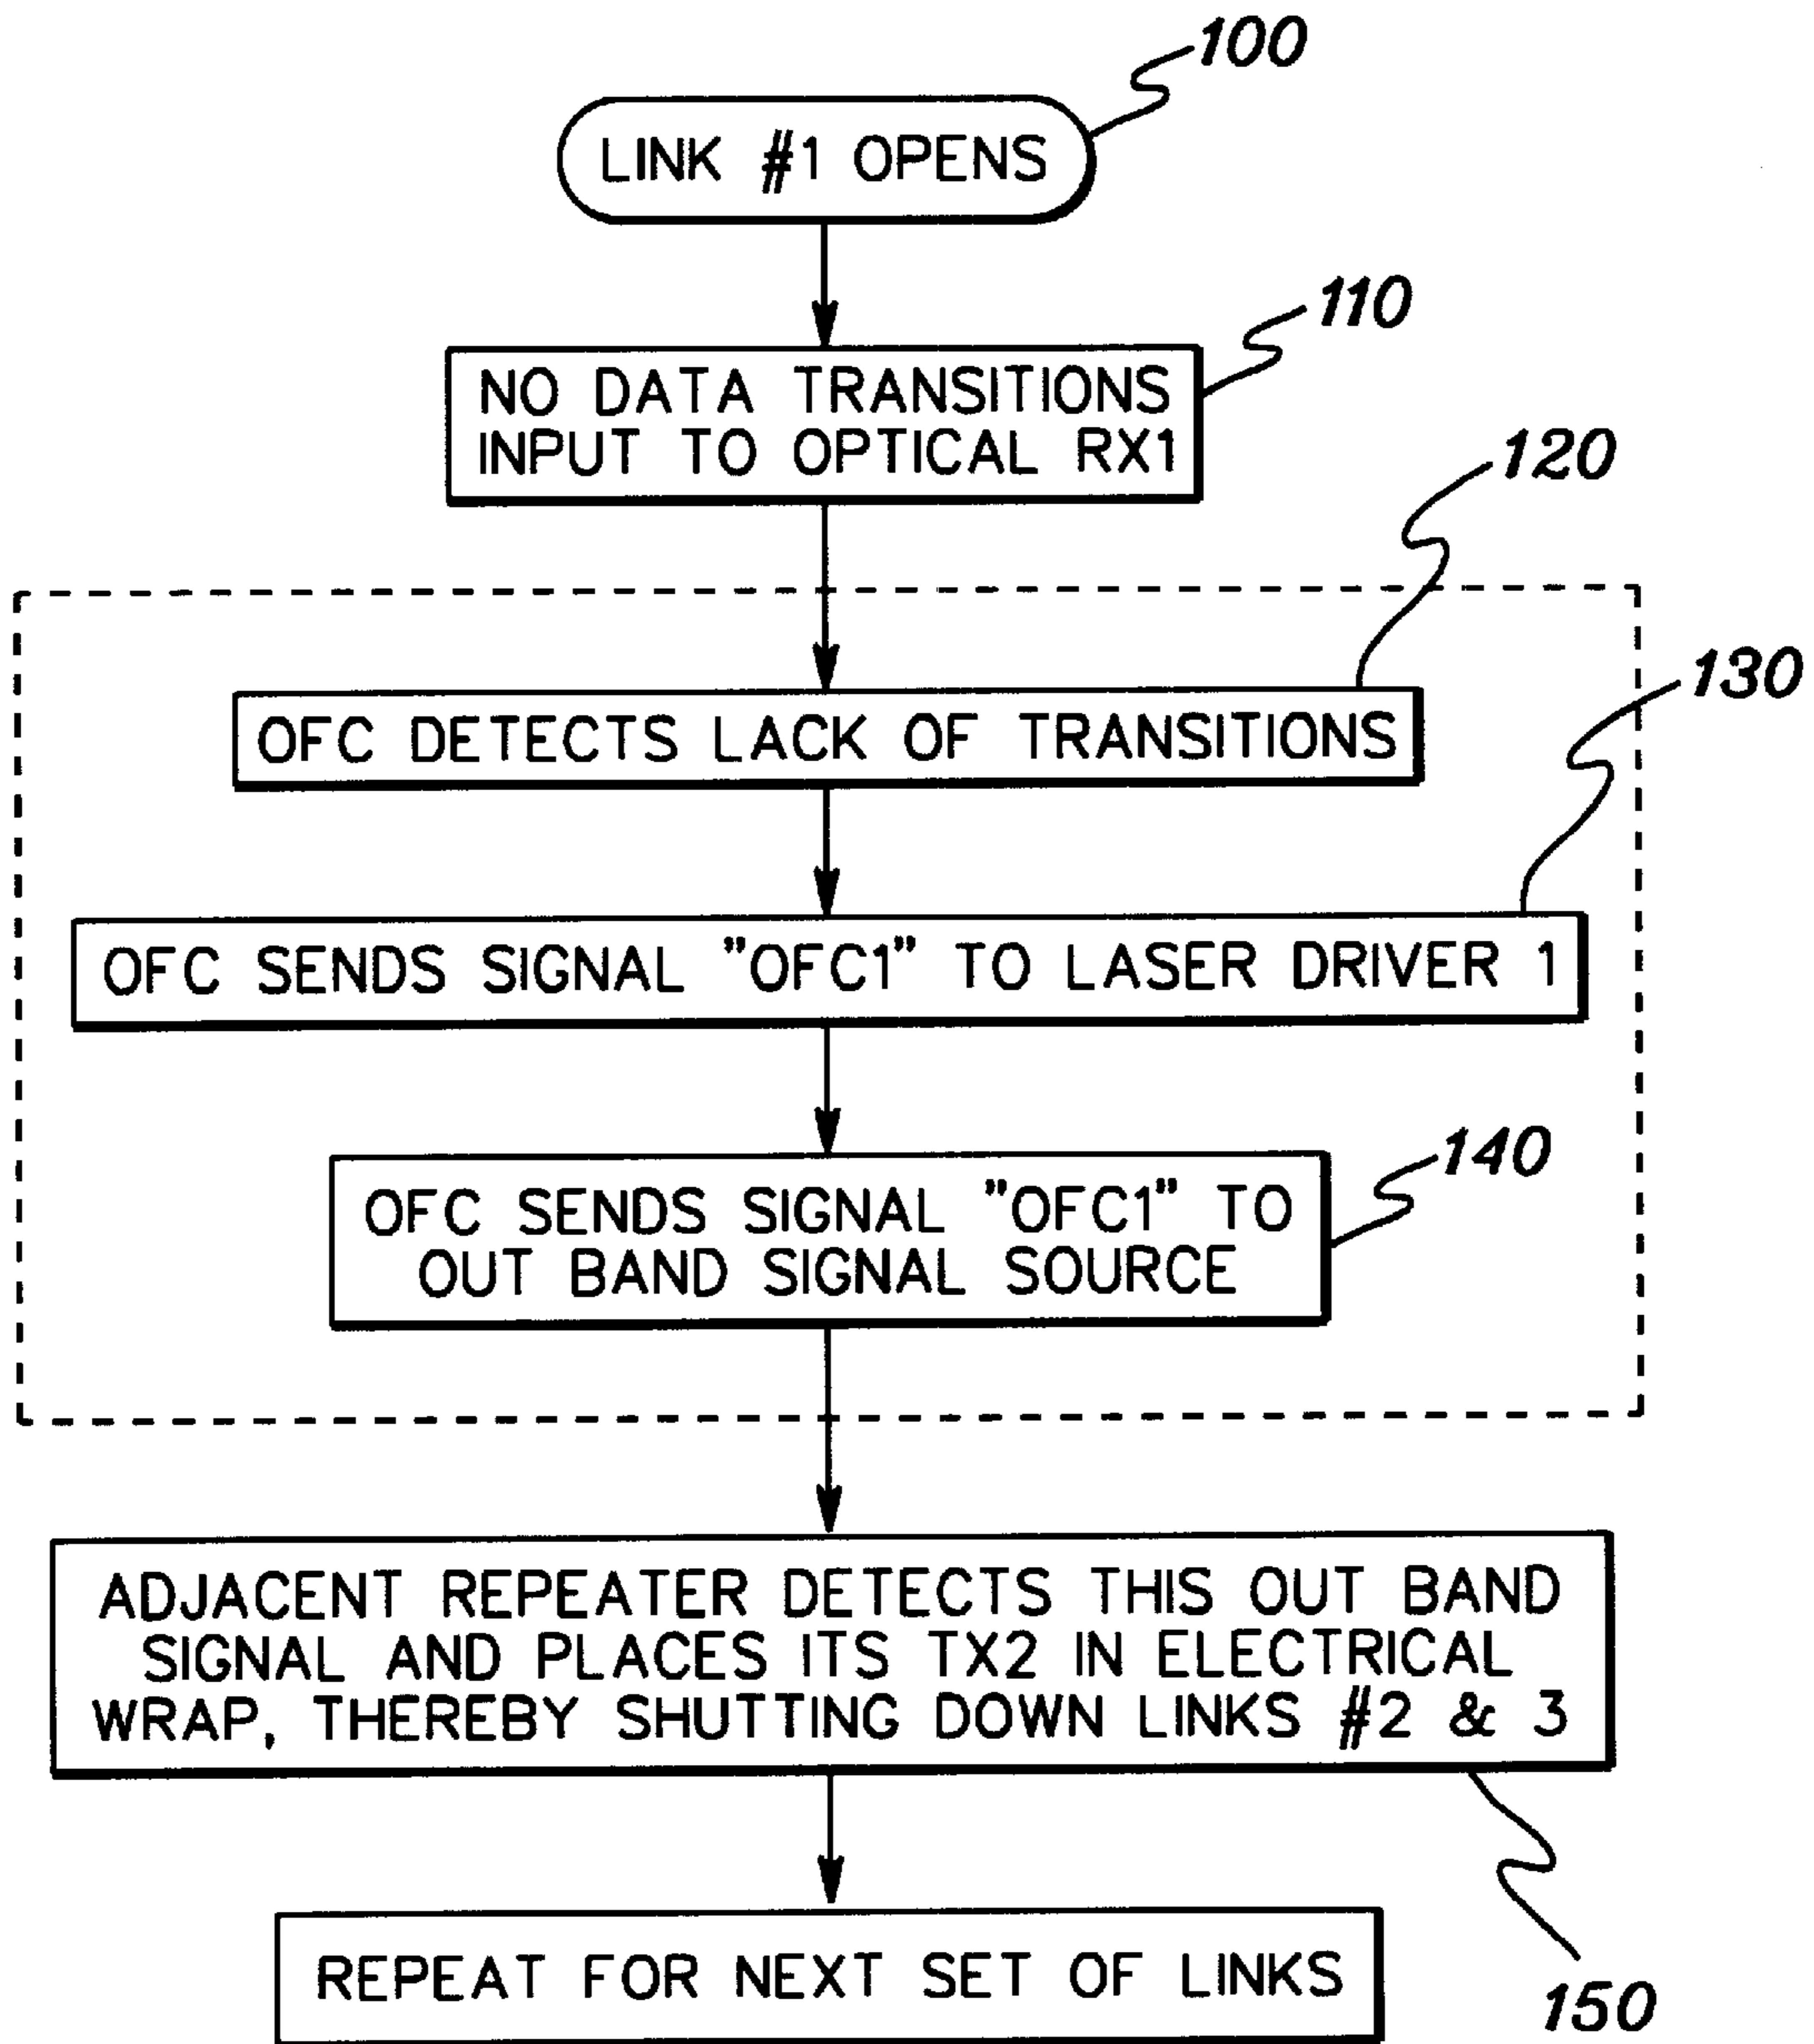 100
LINK #1 OPENS
110
NO DATA TRANSITIONS
INPUT TO OPTICAL RX1
120
OFC DETECTS LACK OF TRANSITIONS
130
OFC SENDS SIGNAL "OFC1" TO LASER DRIVER 1
140
OFC SENDS SIGNAL "OFC1" TO
OUT BAND SIGNAL SOURCE
ADJACENT REPEATER DETECTS THIS OUT BAND
SIGNAL AND PLACES ITS TX2 IN ELECTRICAL
WRAP, THEREBY SHUTTING DOWN LINKS #2 & 3
150
REPEAT FOR NEXT SET OF LINKS